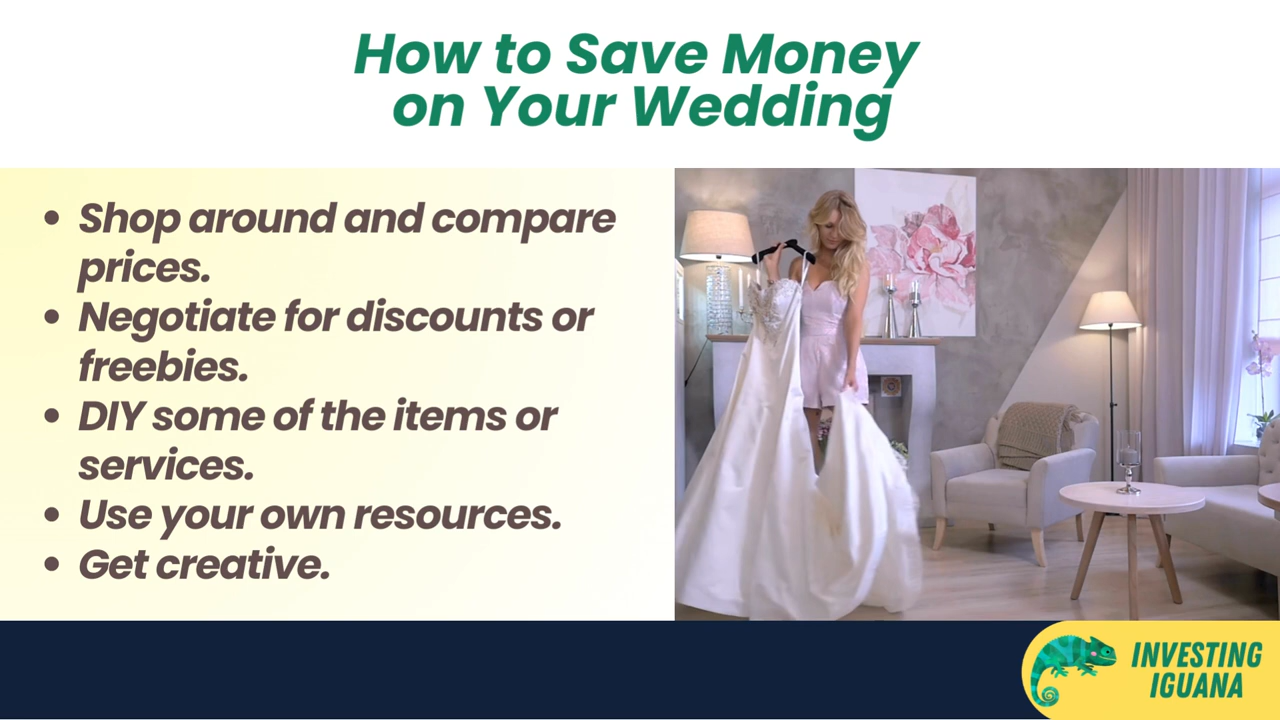 How to Save Money
on Your Wedding
• Shop around and compare
prices.
• Negotiate for discounts or
freebies.
• DIY some of the items or
services.
• Use your own resources.
• Get creative.
INVESTING
IGUANA